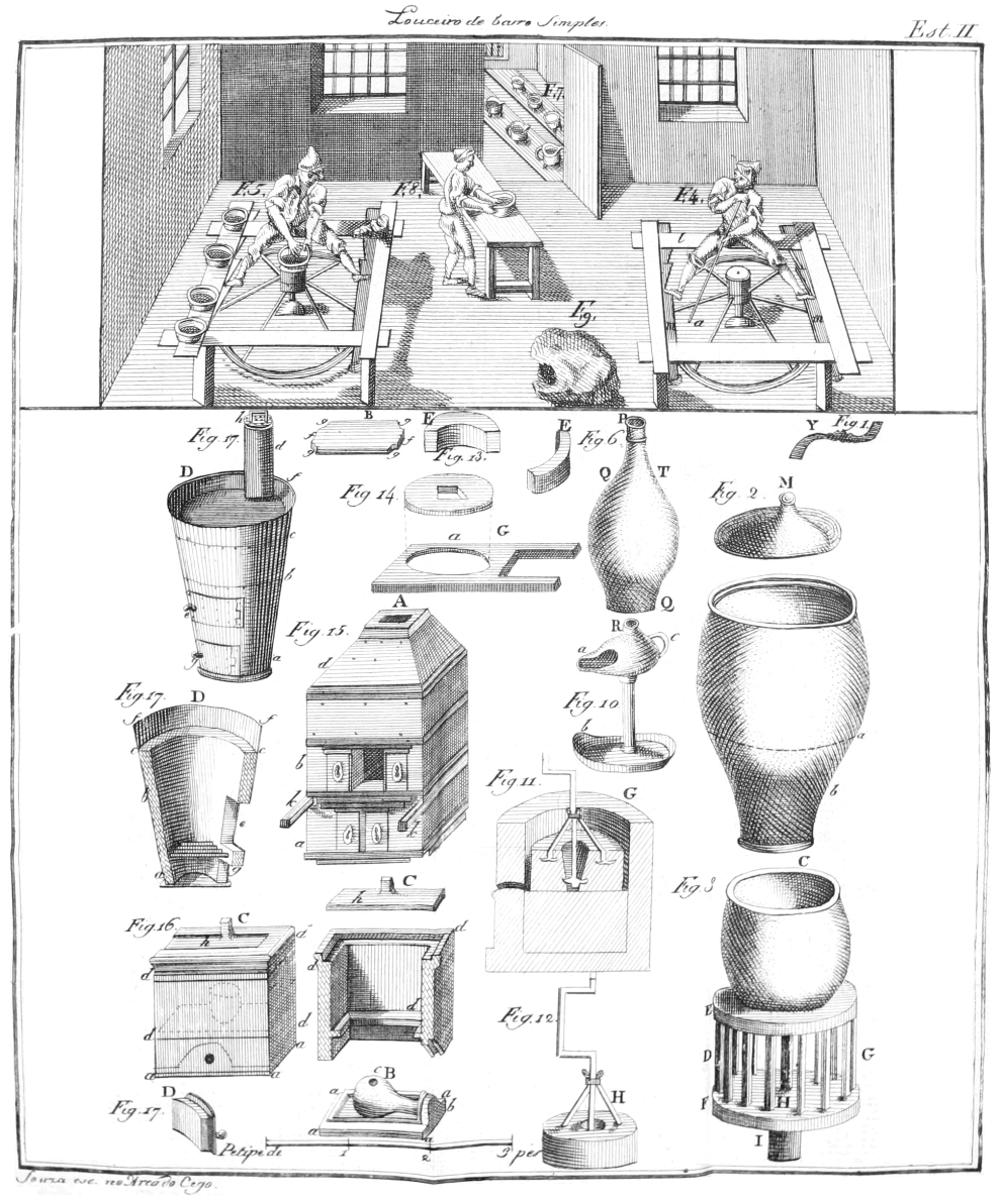 Louceiro de barro Simples.
Est. II
F.7.
F.5.
F.8.
F.4.
l
m
a
m
F.9.
h
Fig. 17.
d
D
f
c
b
a
g B g
f f
g g
E
Fig. 13.
E
Fig 6.
P
Q T
Q
Y Fig 1.
Fig. 2.
M
Fig 14.
a
G
A
Fig. 15.
d
b
k
a
R
a
c
Fig. 10
b
a
b
Fig. 17.
D
f f
c c
b
e
a g
Fig. 11.
G
C
h
C
Fig 3
Fig. 16.
C
h
a
d
d d
a
a a
d
d
d
E
D G
F H
I
Fig. 12.
H
D
Fig. 17.
c B
a a
b
a a
Petipé de 1 2 3 pés
Souza esc. no Arco do Cego.